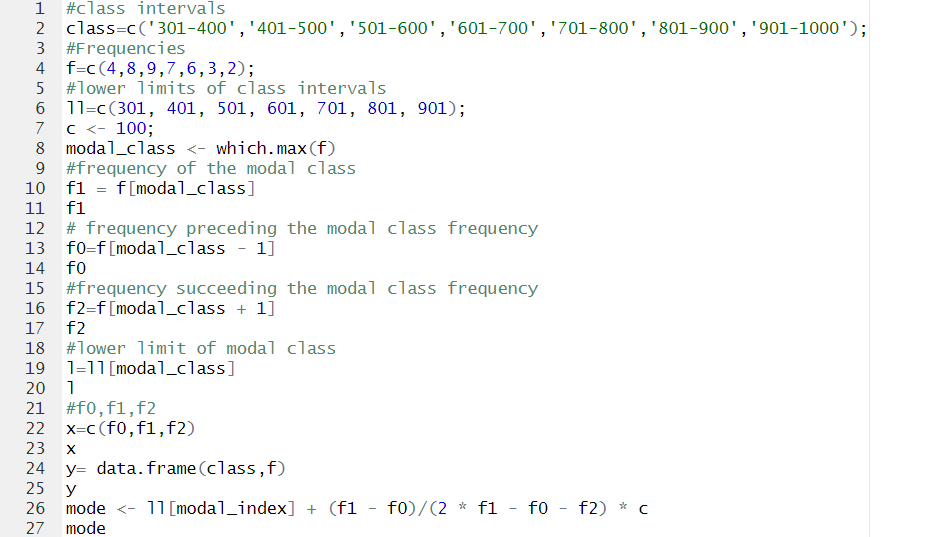 1 #class intervals
2 class=c('301-400','401-500','501-600','601-700','701-800','801-900','901-1000');
3 #Frequencies
4 f=c(4,8,9,7,6,3,2);
5 #lower limits of class intervals
6 ll=c(301, 401, 501, 601, 701, 801, 901);
7 c <- 100;
8 modal_class <- which.max(f)
9 #frequency of the modal class
10 f1 = f[modal_class]
11 f1
12 # frequency preceding the modal class frequency
13 f0=f[modal_class - 1]
14 f0
15 #frequency succeeding the modal class frequency
16 f2=f[modal_class + 1]
17 f2
18 #lower limit of modal class
19 l=ll[modal_class]
20 l
21 #f0,f1,f2
22 x=c(f0,f1,f2)
23 x
24 y= data.frame(class,f)
25 y
26 mode <- ll[modal_index] + (f1 - f0)/(2 * f1 - f0 - f2) * c
27 mode